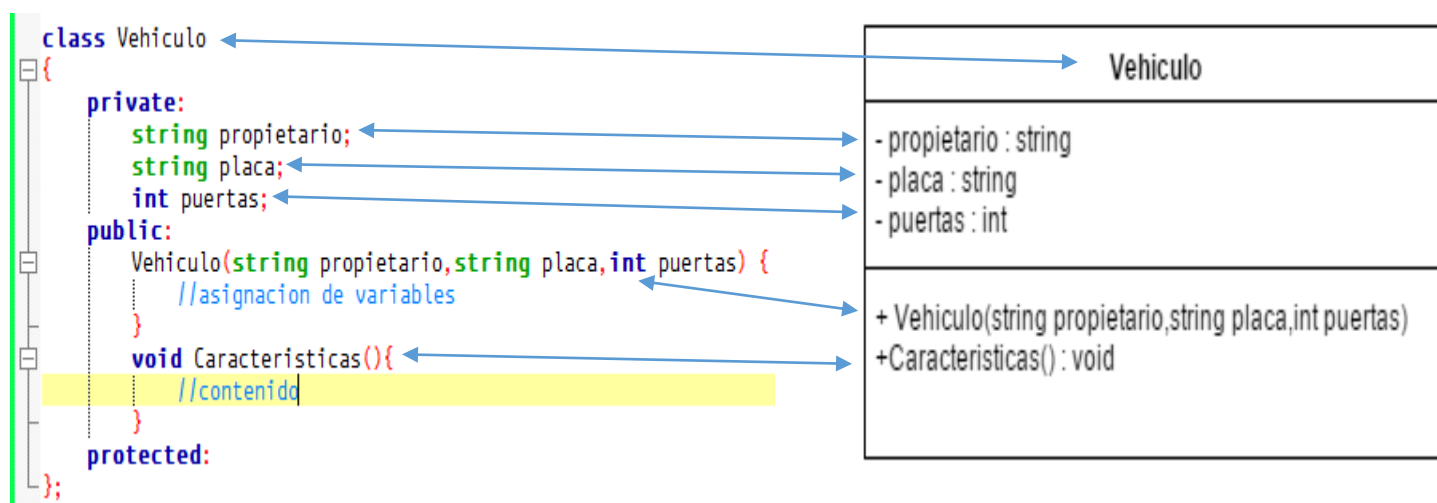 class Vehiculo
{
private:
string propietario;
string placa;
int puertas;
public:
Vehiculo(string propietario,string placa,int puertas) {
//asignacion de variables
}
void Caracteristicas(){
//contenido
}
protected:
};
Vehiculo
- propietario : string
- placa : string
- puertas : int
+ Vehiculo(string propietario,string placa,int puertas)
+Caracteristicas() : void